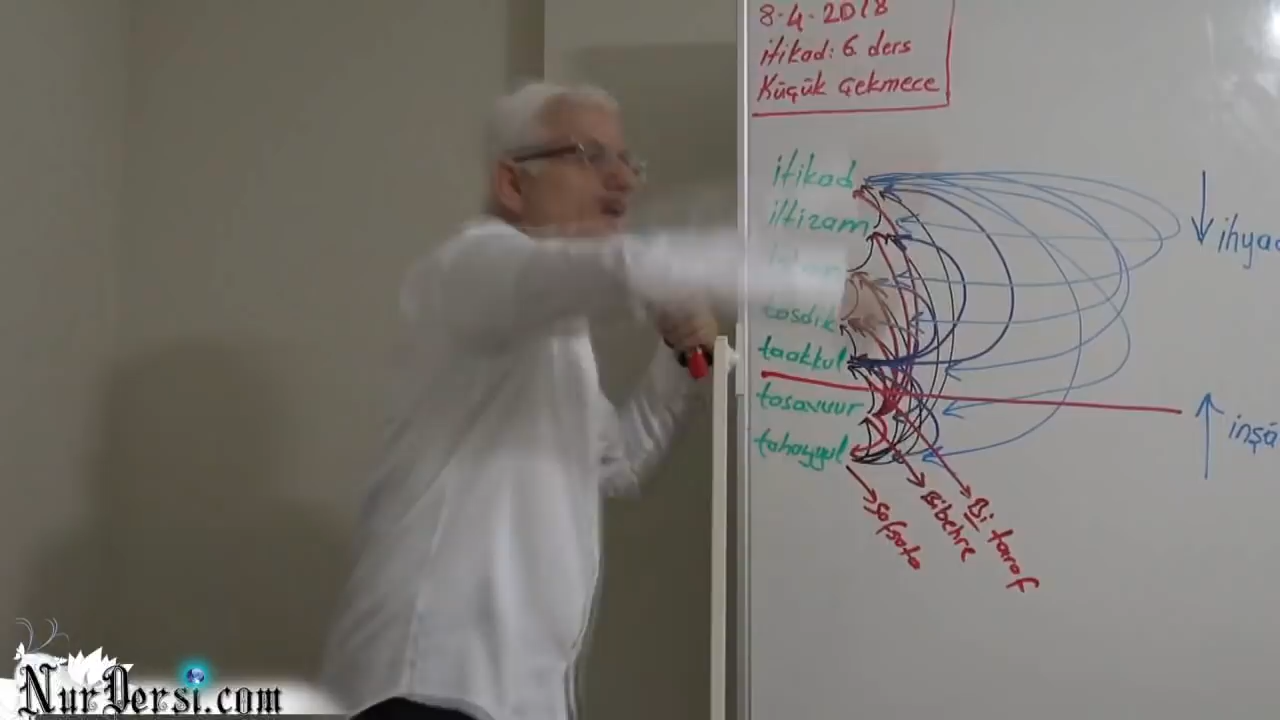 8.4.2018
itikad: 6. ders
Küçük Çekmece
itikad
iltizam
tasdik
taakkul
tasavvur
tahayyul
ihya
inşâ
Safsata
Bibehre
Bi taraf
NurDersi.com